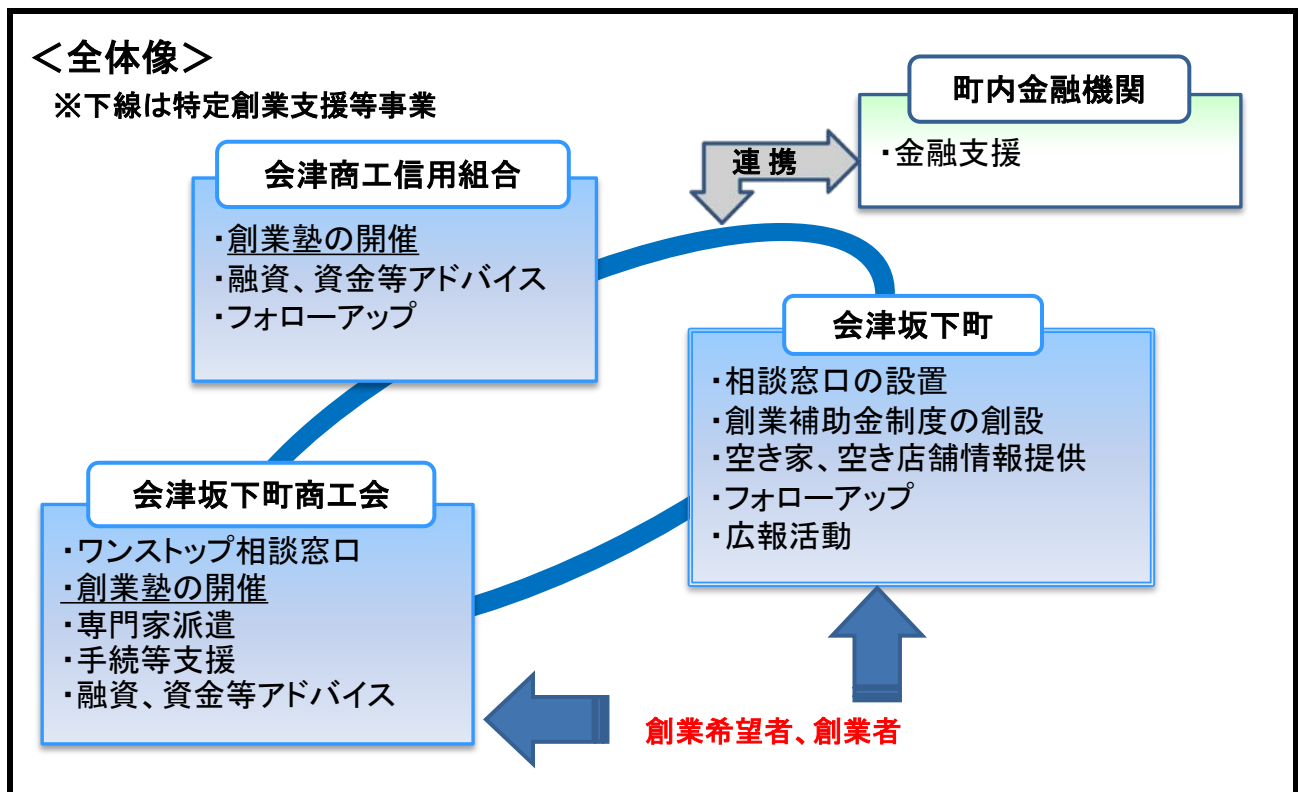 ＜全体像＞
※下線は特定創業支援等事業
町内金融機関
・金融支援
連 携
会津商工信用組合
・創業塾の開催
・融資、資金等アドバイス
・フォローアップ
会津坂下町
・相談窓口の設置
・創業補助金制度の創設
・空き家、空き店舗情報提供
・フォローアップ
・広報活動
会津坂下町商工会
・ワンストップ相談窓口
・創業塾の開催
・専門家派遣
・手続等支援
・融資、資金等アドバイス
創業希望者、創業者